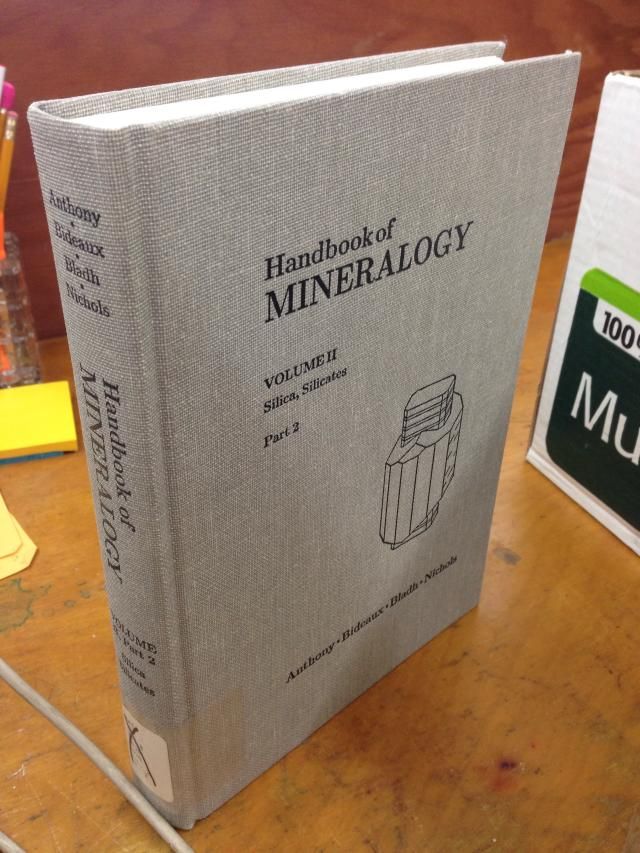 Anthony
•
Bideaux
•
Bladh
•
Nichols
Handbook of
MINERALOGY
VOLUME
Part 2
Silica
Silicates
Handbook of
MINERALOGY
VOLUME II
Silica, Silicates
Part 2
Anthony • Bideaux • Bladh • Nichols
100
Mu